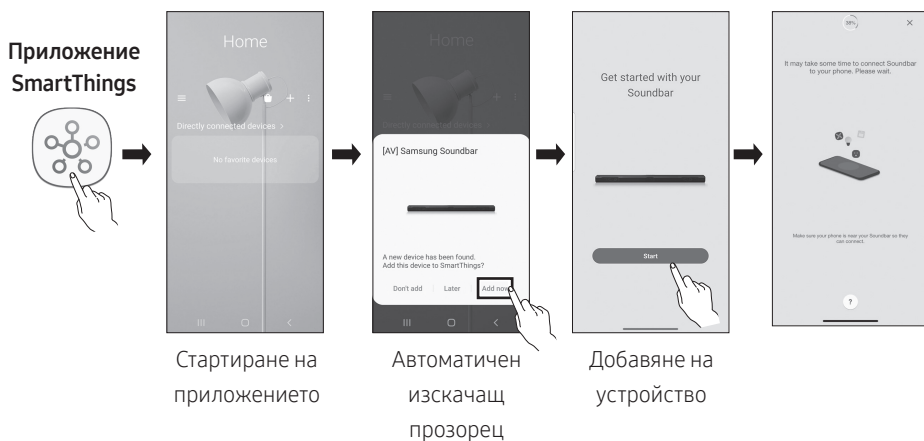 Приложение
SmartThings
Home
Directly connected devices >
No favorite devices
Стартиране на
приложението
Home
Directly connected devices >
[AV] Samsung Soundbar
A new device has been found.
Add this device to SmartThings?
Don't add | Later | Add now
Автоматичен
изскачащ
прозорец
Get started with your
Soundbar
Start
Добавяне на
устройство
It may take some time to connect Soundbar
to your phone. Please wait.
Make sure your phone is near your Soundbar so they
can connect.
?